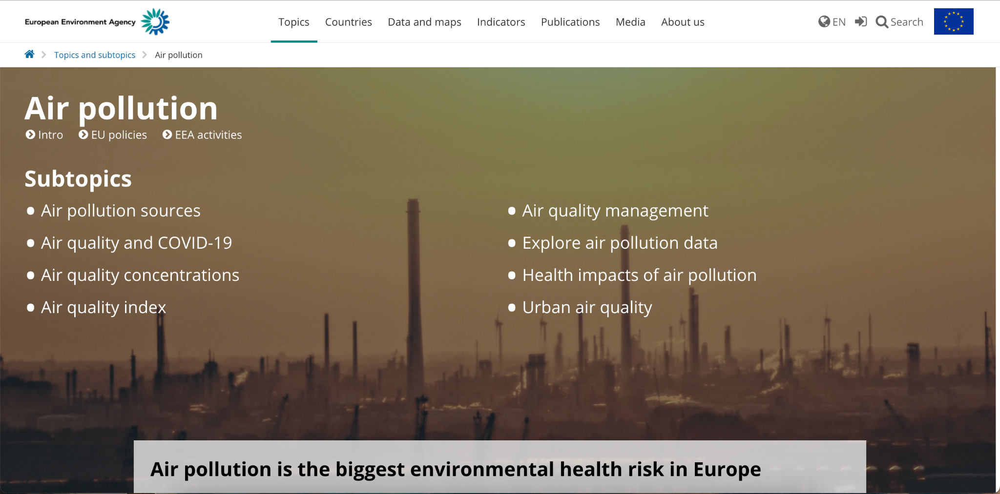 European Environment Agency
Topics Countries Data and maps Indicators Publications Media About us
EN Search
Topics and subtopics Air pollution
Air pollution
Intro EU policies EEA activities
Subtopics
Air pollution sources
Air quality and COVID-19
Air quality concentrations
Air quality index
Air quality management
Explore air pollution data
Health impacts of air pollution
Urban air quality
Air pollution is the biggest environmental health risk in Europe